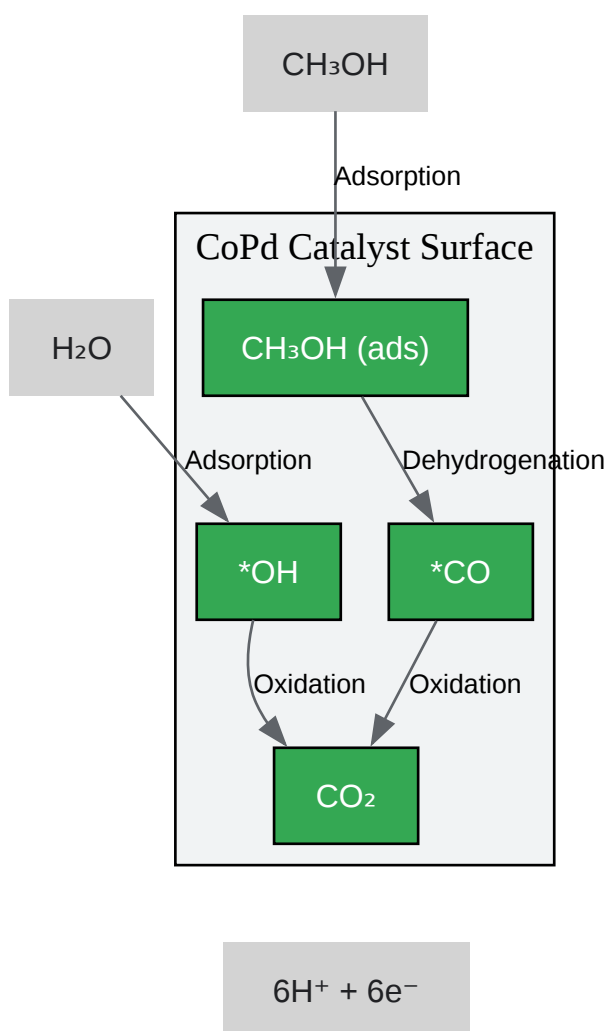 CH₃OH
Adsorption
CoPd Catalyst Surface
H₂O
CH₃OH (ads)
Adsorption
Dehydrogenation
*OH
*CO
Oxidation
Oxidation
CO₂
6H⁺ + 6e⁻